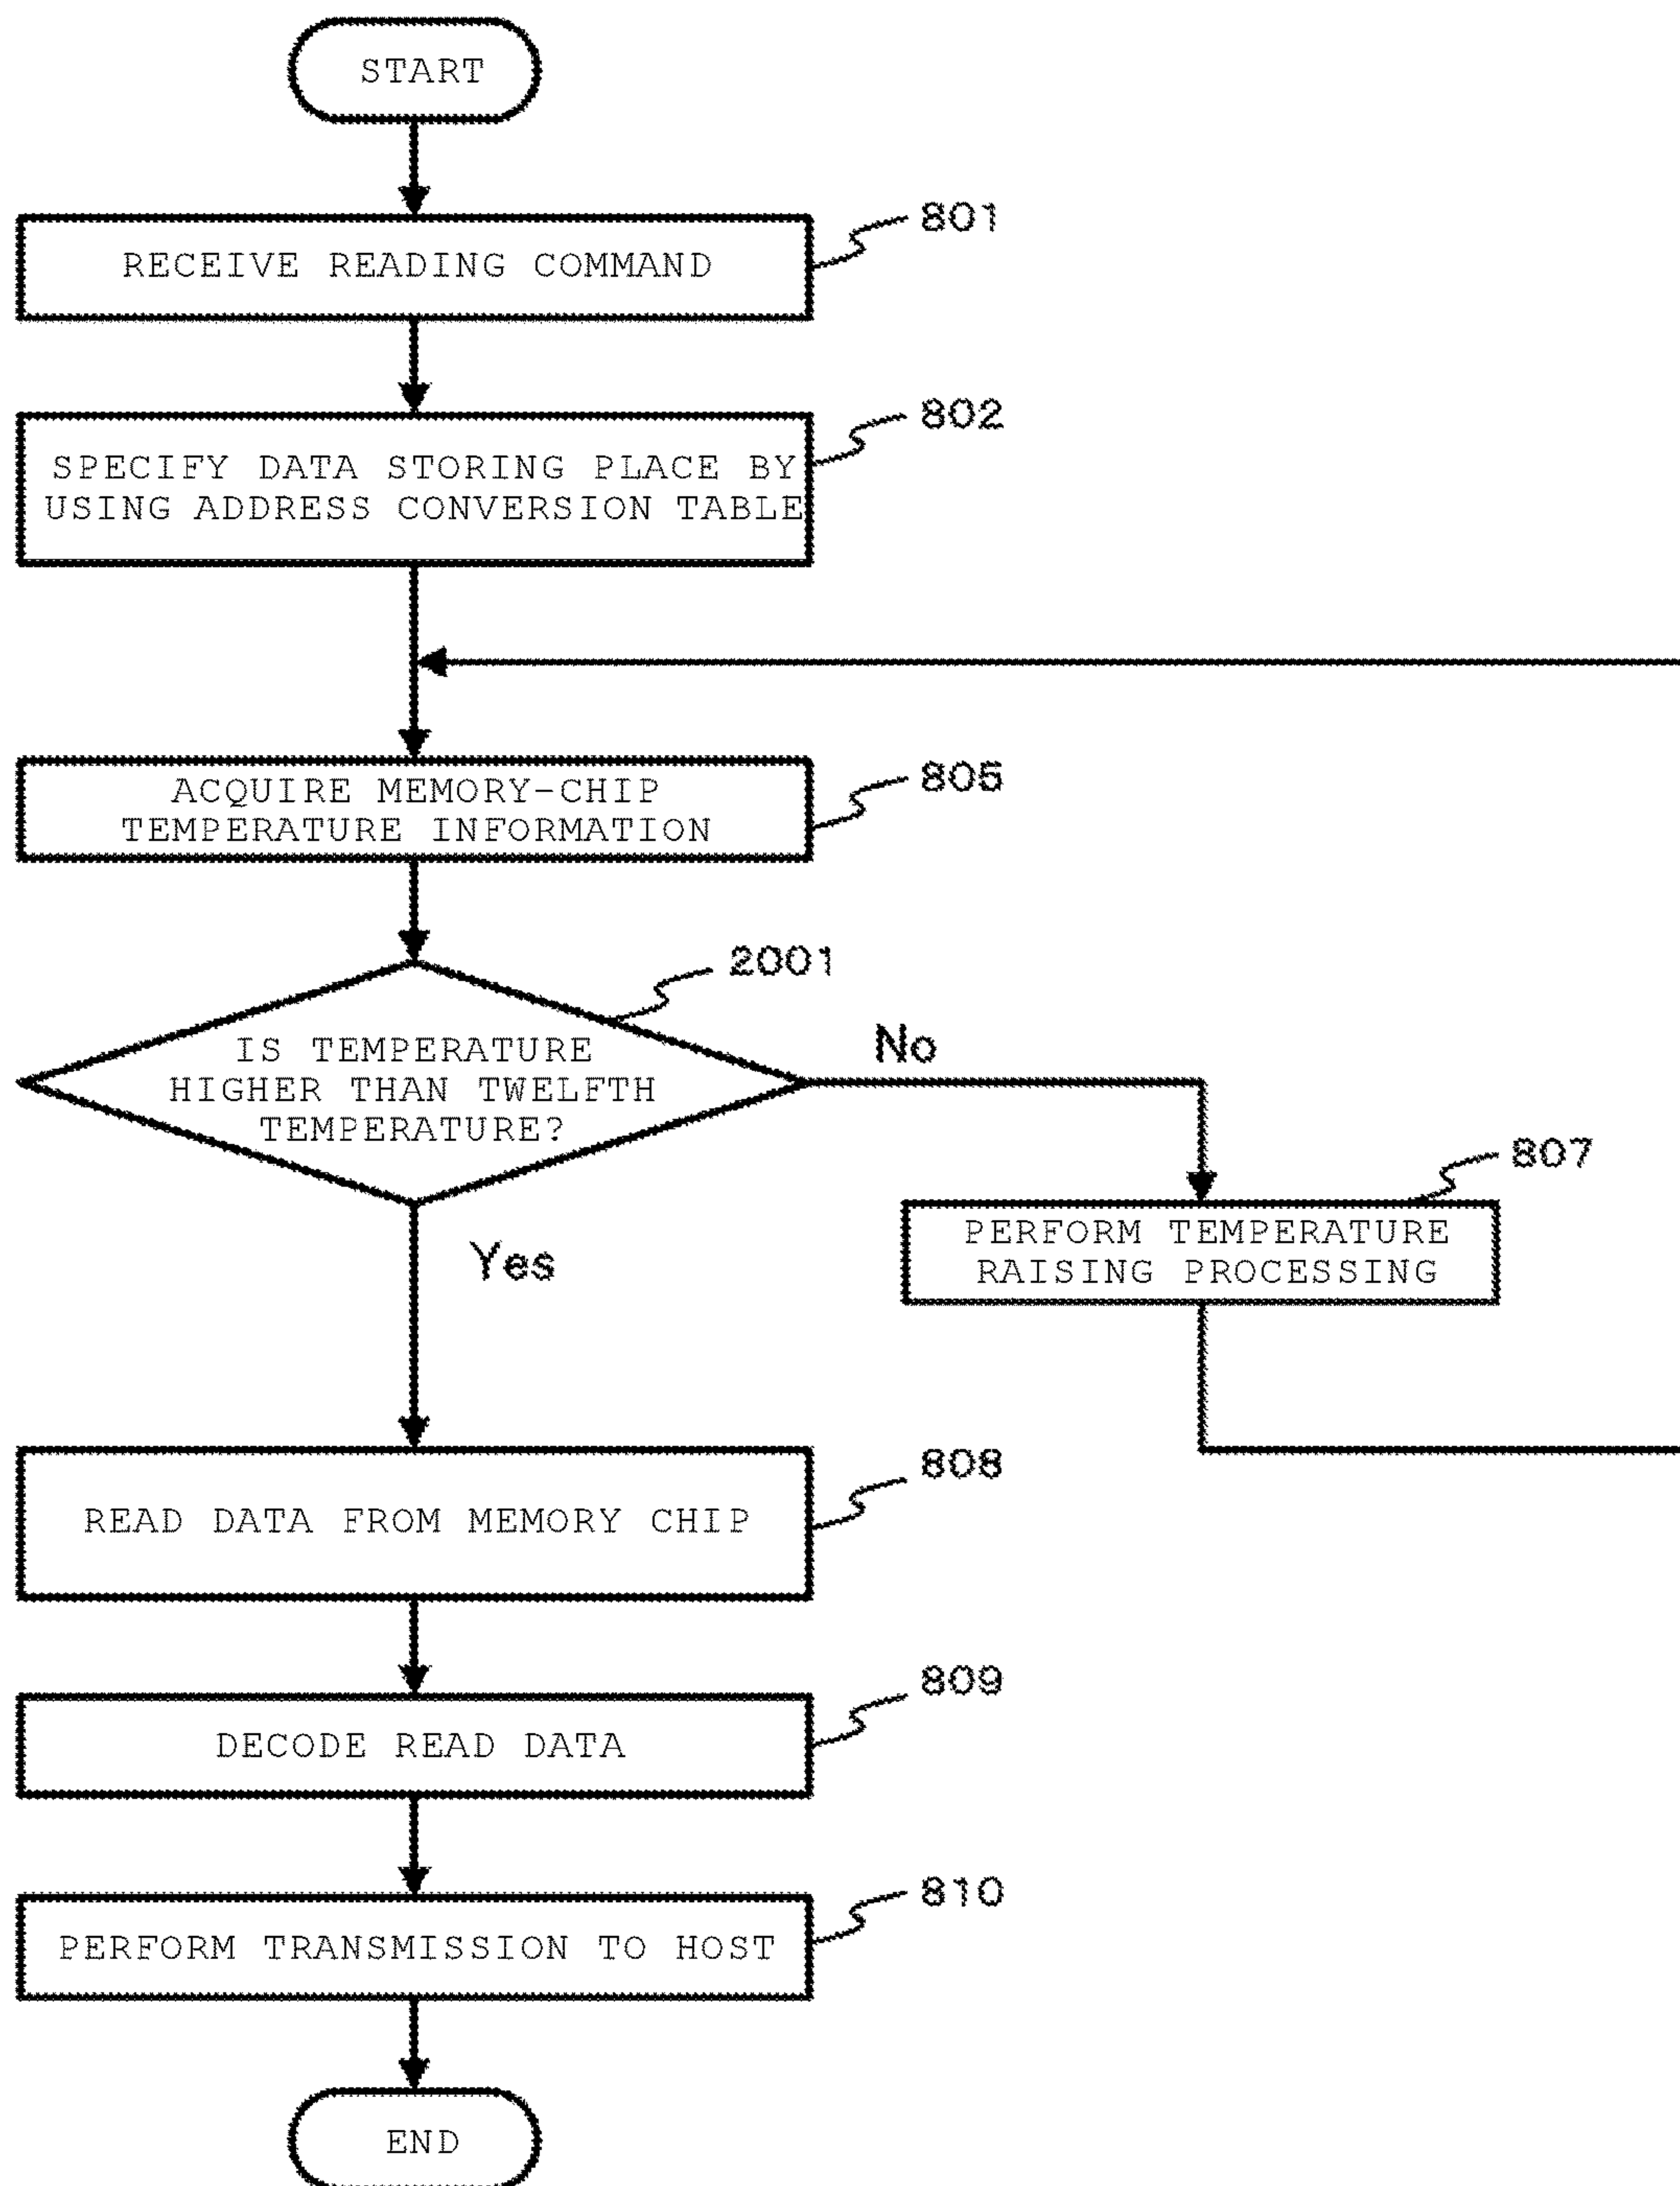 START
RECEIVE READING COMMAND
801
SPECIFY DATA STORING PLACE BY
USING ADDRESS CONVERSION TABLE
802
ACQUIRE MEMORY-CHIP
TEMPERATURE INFORMATION
805
2001
IS TEMPERATURE
HIGHER THAN TWELFTH
TEMPERATURE?
No
Yes
807
PERFORM TEMPERATURE
RAISING PROCESSING
READ DATA FROM MEMORY CHIP
808
DECODE READ DATA
809
PERFORM TRANSMISSION TO HOST
810
END